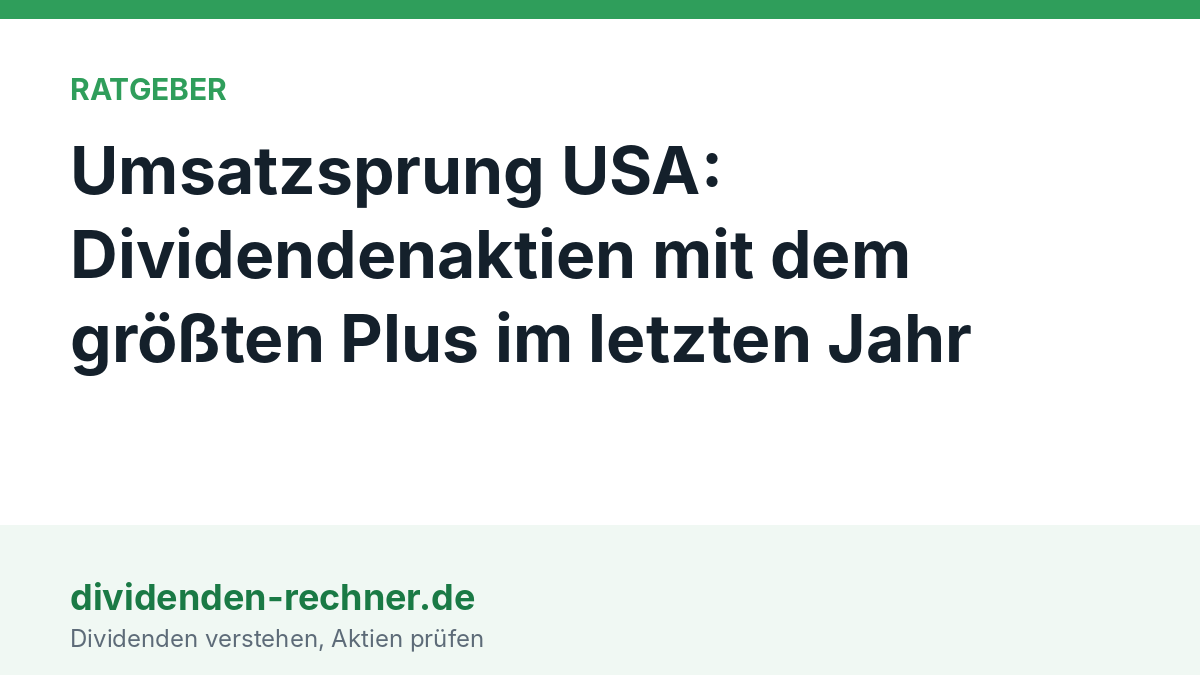 RATGEBER
Umsatzsprung USA:
Dividendenaktien mit dem
größten Plus im letzten Jahr
dividenden-rechner.de
Dividenden verstehen, Aktien prüfen